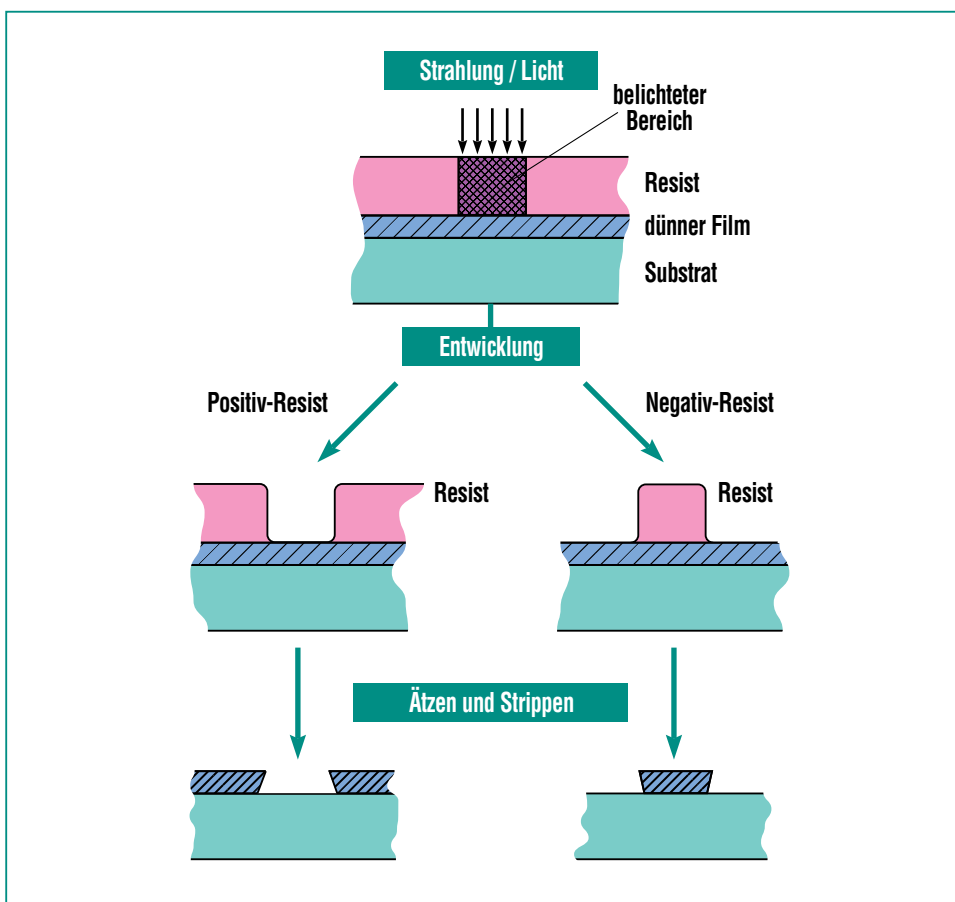 Strahlung / Licht
belichteter
Bereich
Resist
dünner Film
Substrat
Entwicklung
Positiv-Resist
Negativ-Resist
Resist
Resist
Ätzen und Strippen